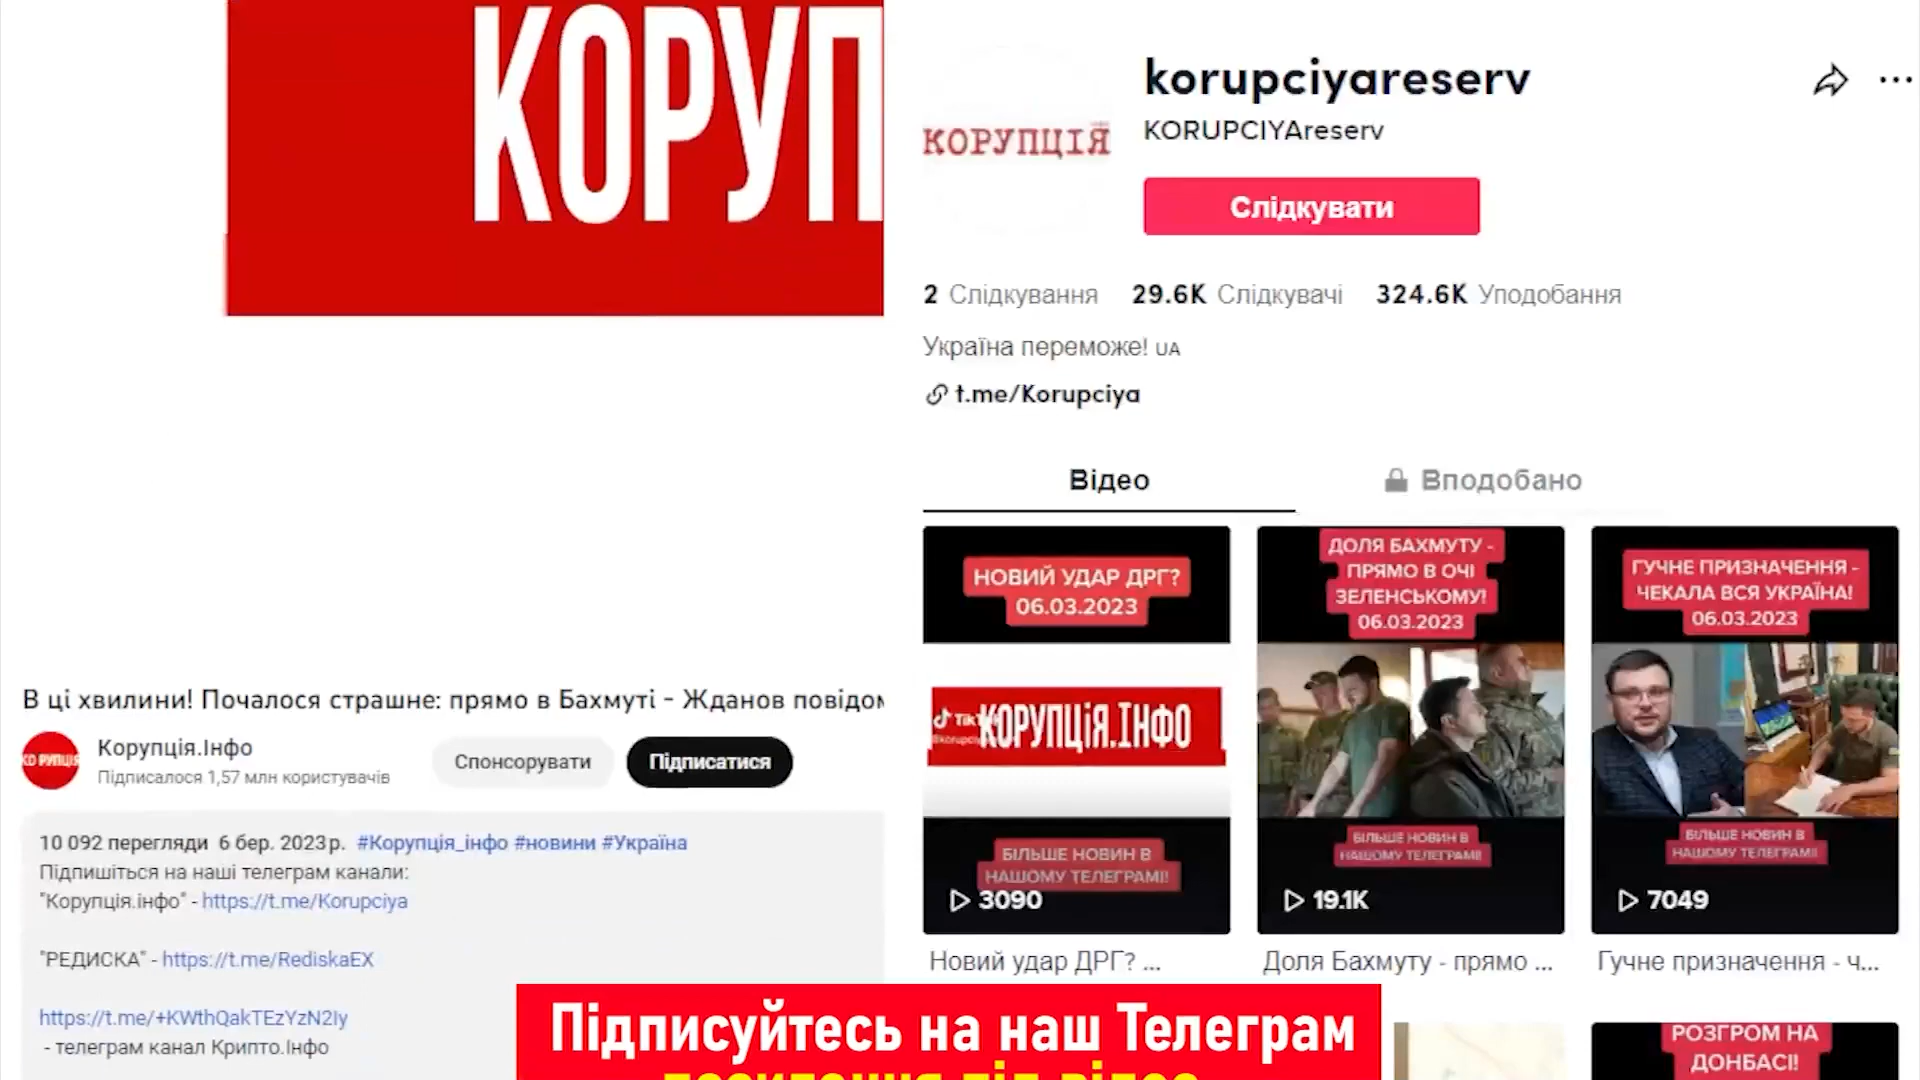 КОРУП
В ці хвилини! Почалося страшне: прямо в Бахмуті - Жданов повідом
КО РУПЦІЯ
Корупція.Інфо
Підписалося 1,57 млн користувачів
Спонсорувати
Підписатися
10 092 перегляди 6 бер. 2023 р. #Корупція_інфо #новини #Україна
Підпишіться на наші телеграм канали:
"Корупція.інфо" - https://t.me/Korupciya
"РЕДИСКА" - https://t.me/RediskaEX
https://t.me/+KWthQakTEzYzN2Iy
- телеграм канал Крипто.Інфо
КОРУПЦІЯ
korupciyareserv
KORUPCIYAreserv
Слідкувати
2 Слідкування 29.6K Слідкувачі 324.6K Уподобання
Україна переможе! UA
t.me/Korupciya
Відео
Вподобано
НОВИЙ УДАР ДРГ?
06.03.2023
КОРУПЦіЯ.ІНФО
БІЛЬШЕ НОВИН В
НАШОМУ ТЕЛЕГРАМІ!
3090
Новий удар ДРГ? ...
ДОЛЯ БАХМУТУ -
ПРЯМО В ОЧІ
ЗЕЛЕНСЬКОМУ!
06.03.2023
БІЛЬШЕ НОВИН В
НАШОМУ ТЕЛЕГРАМІ!
19.1K
Доля Бахмуту - прямо ...
ГУЧНЕ ПРИЗНАЧЕННЯ -
ЧЕКАЛА ВСЯ УКРАЇНА!
06.03.2023
БІЛЬШЕ НОВИН В
НАШОМУ ТЕЛЕГРАМІ!
7049
Гучне призначення - ч...
РОЗГРОМ НА
ДОНБАСІ!
Підписуйтесь на наш Телеграм